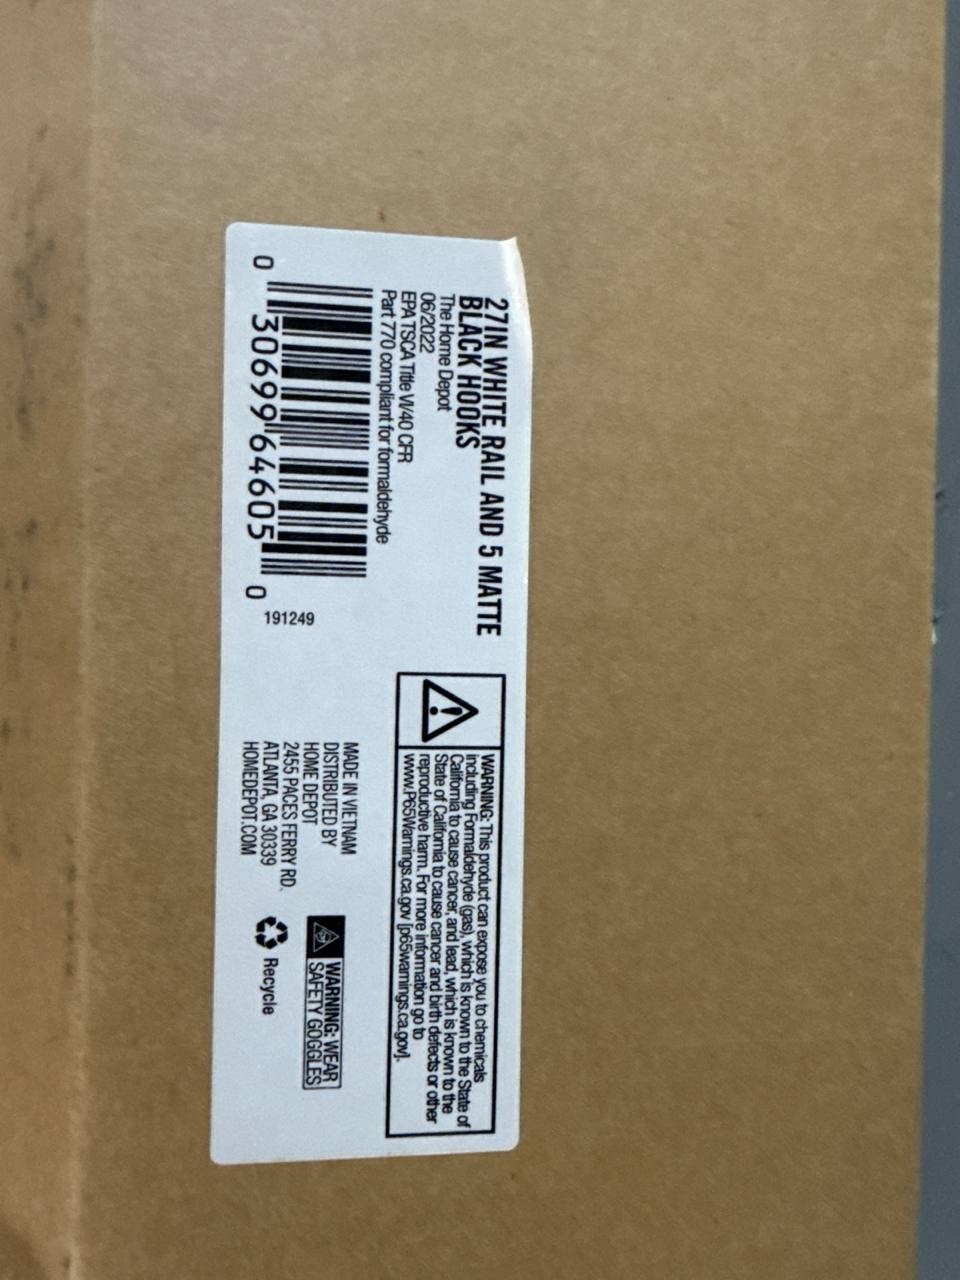 27IN WHITE RAIL AND 5 MATTE
BLACK HOOKS
The Home Depot
06/2022
EPA TSCA Title VI/40 CFR
Part 770 compliant for formaldehyde
0 30699 64605 0
191249
WARNING: This product can expose you to chemicals
including Formaldehyde (gas), which is known to the State of
California to cause cancer, and lead, which is known to the
State of California to cause cancer and birth defects or other
reproductive harm. For more information go to
www.P65Warnings.ca.gov [p65warnings.ca.gov].
MADE IN VIETNAM
DISTRIBUTED BY
HOME DEPOT
2455 PACES FERRY RD.
ATLANTA, GA 30339
HOMEDEPOT.COM
WARNING: WEAR
SAFETY GOGGLES
Recycle